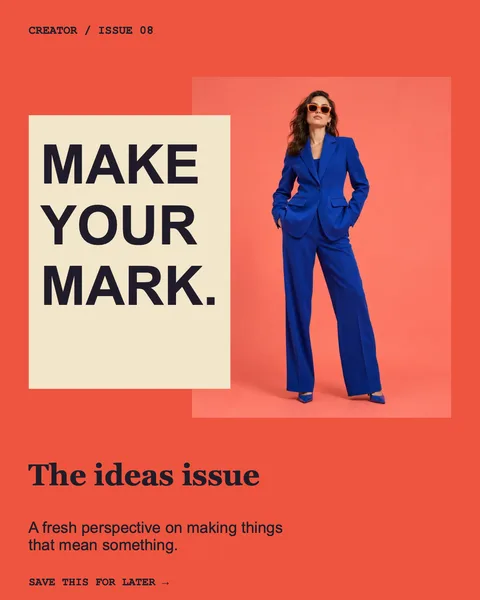 CREATOR / ISSUE 08
MAKE
YOUR
MARK.
The ideas issue
A fresh perspective on making things
that mean something.
SAVE THIS FOR LATER →